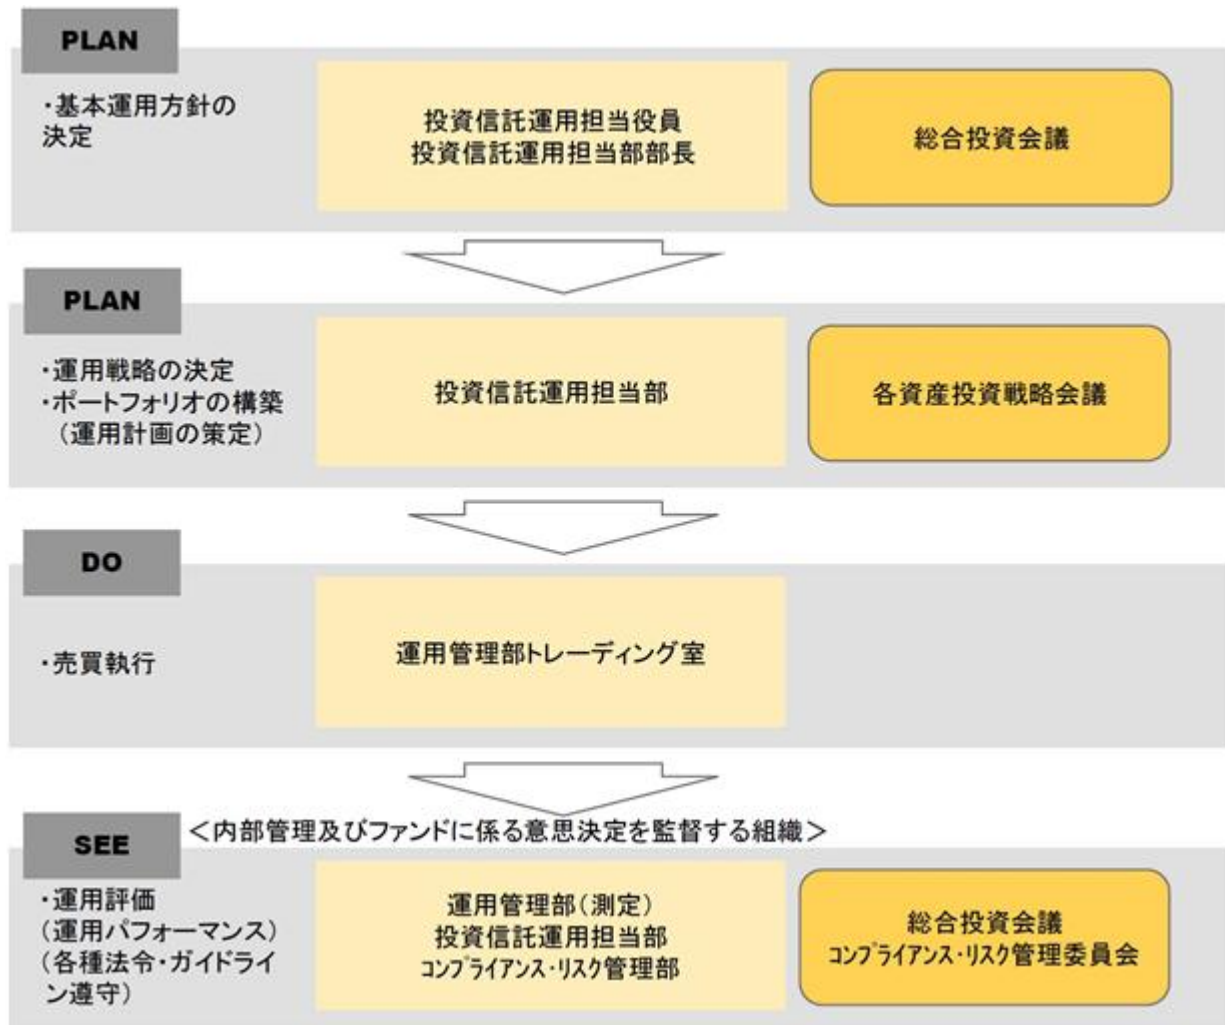 PLAN
・基本運用方針の
決定
投資信託運用担当役員
投資信託運用担当部部長
総合投資会議
PLAN
・運用戦略の決定
・ポートフォリオの構築
（運用計画の策定）
投資信託運用担当部
各資産投資戦略会議
DO
・売買執行
運用管理部トレーディング室
SEE
＜内部管理及びファンドに係る意思決定を監督する組織＞
・運用評価
（運用パフォーマンス）
（各種法令・ガイドライ
ン遵守）
運用管理部（測定）
投資信託運用担当部
ｺﾝﾌﾟﾗｲｱﾝｽ・ﾘｽｸ管理部
総合投資会議
ｺﾝﾌﾟﾗｲｱﾝｽ・ﾘｽｸ管理委員会